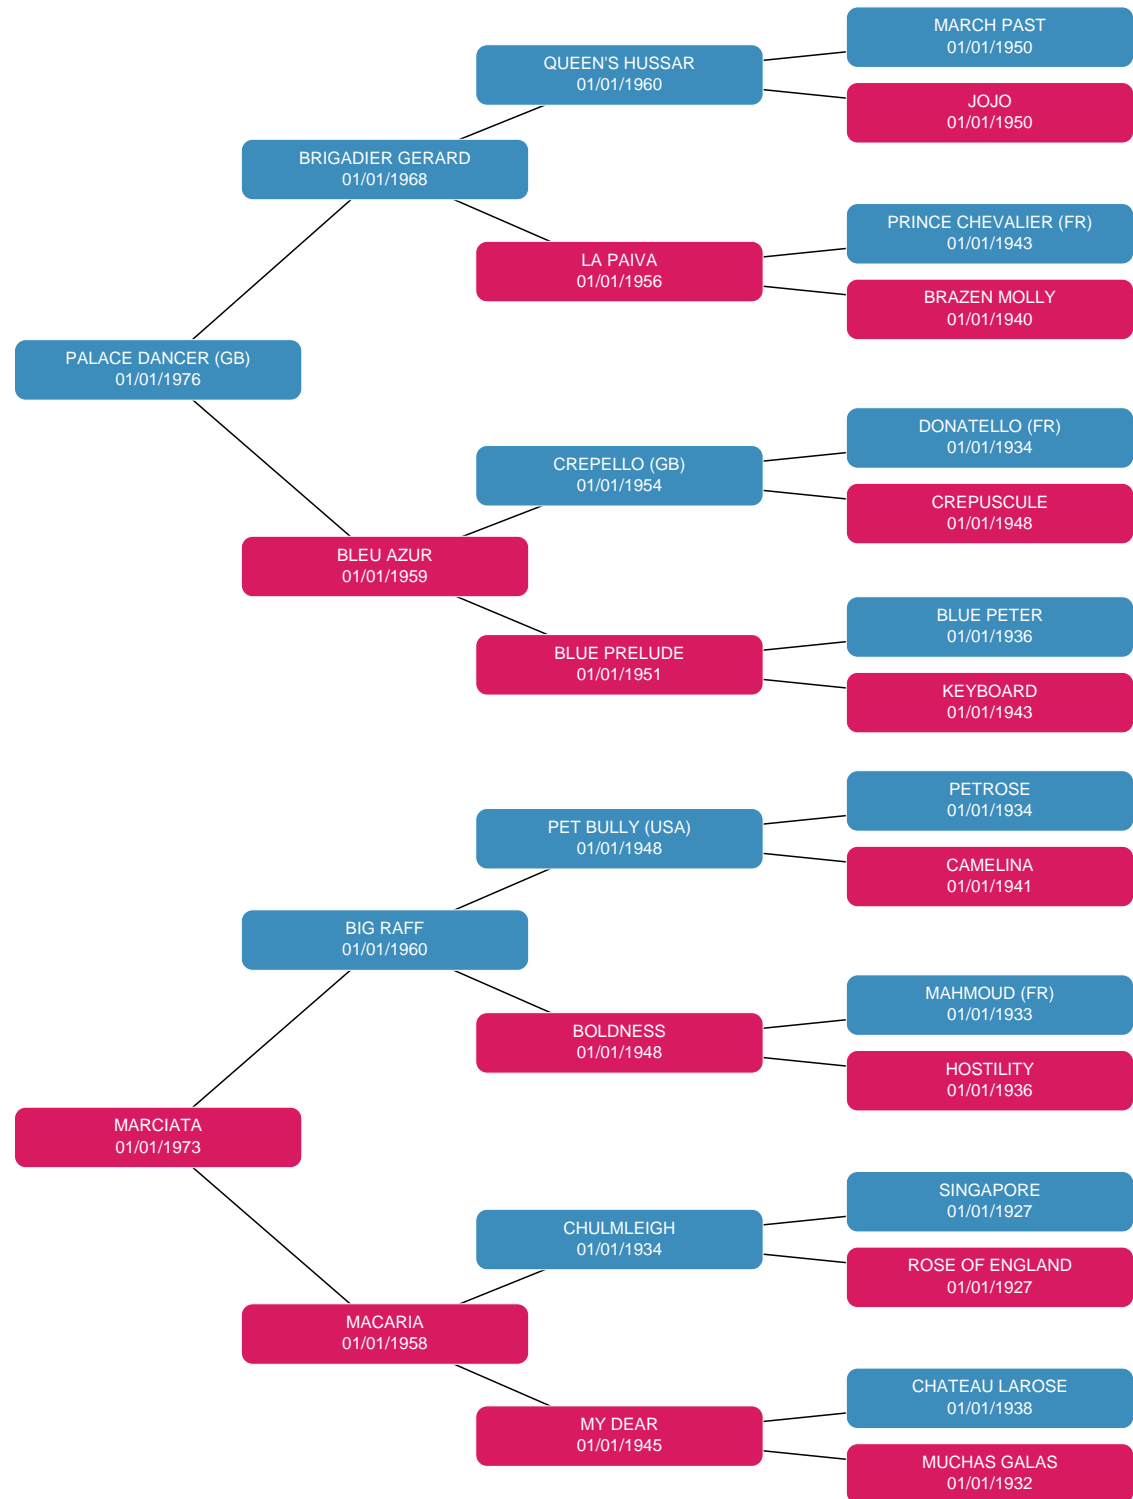 MARCH PAST
01/01/1950
QUEEN'S HUSSAR
01/01/1960
JOJO
01/01/1950
BRIGADIER GERARD
01/01/1968
PRINCE CHEVALIER (FR)
01/01/1943
LA PAIVA
01/01/1956
BRAZEN MOLLY
01/01/1940
PALACE DANCER (GB)
01/01/1976
DONATELLO (FR)
01/01/1934
CREPELLO (GB)
01/01/1954
CREPUSCULE
01/01/1948
BLEU AZUR
01/01/1959
BLUE PETER
01/01/1936
BLUE PRELUDE
01/01/1951
KEYBOARD
01/01/1943
PETROSE
01/01/1934
PET BULLY (USA)
01/01/1948
CAMELINA
01/01/1941
BIG RAFF
01/01/1960
MAHMOUD (FR)
01/01/1933
BOLDNESS
01/01/1948
HOSTILITY
01/01/1936
MARCIATA
01/01/1973
SINGAPORE
01/01/1927
CHULMLEIGH
01/01/1934
ROSE OF ENGLAND
01/01/1927
MACARIA
01/01/1958
CHATEAU LAROSE
01/01/1938
MY DEAR
01/01/1945
MUCHAS GALAS
01/01/1932